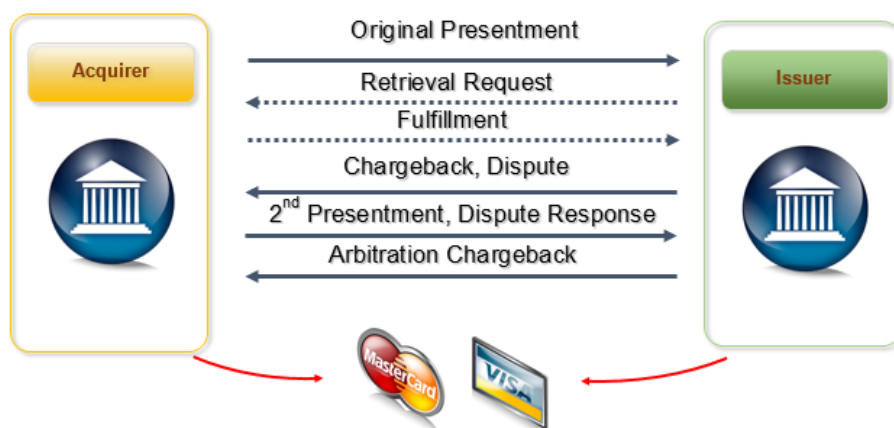 Original Presentment
Acquirer
Issuer
Retrieval Request
Fulfillment
Chargeback, Dispute
2nd Presentment, Dispute Response
Arbitration Chargeback
MasterCard
VISA